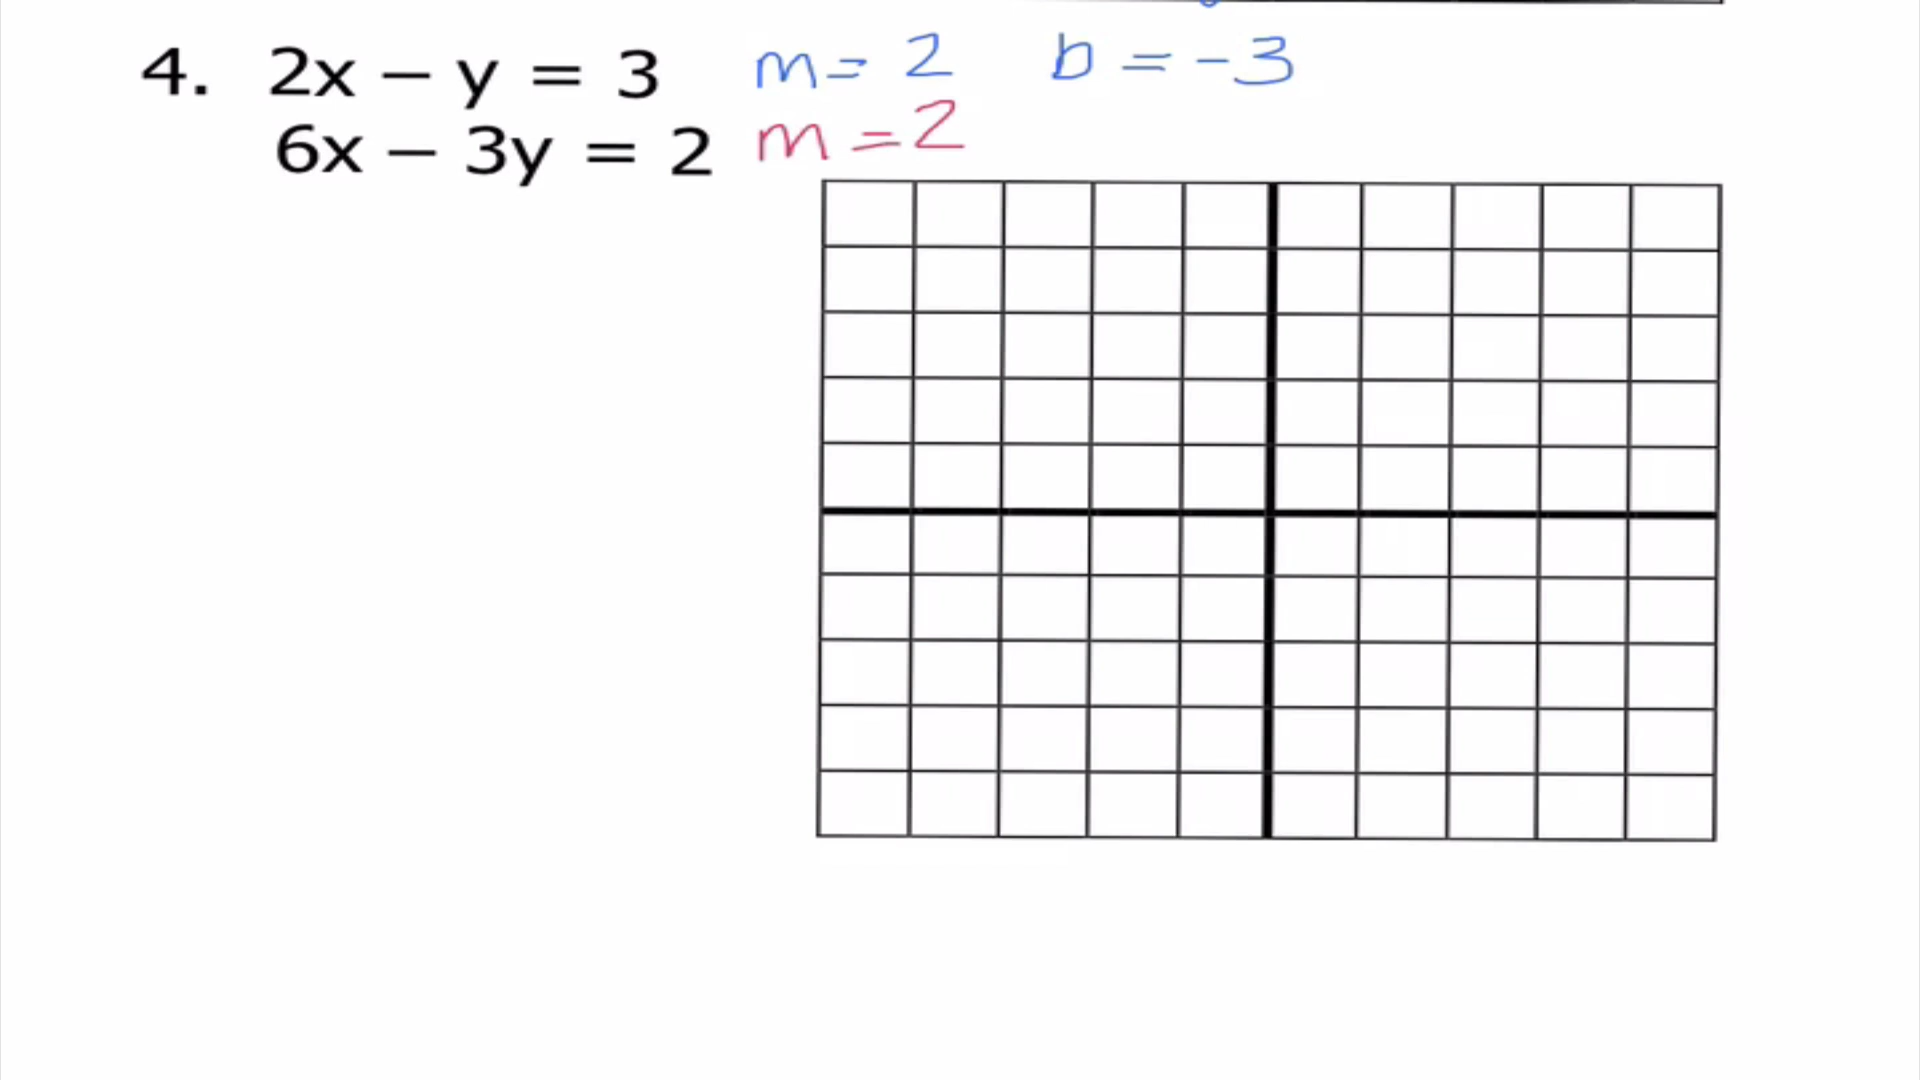 4. 2x – y = 3 m = 2 b = -3
6x – 3y = 2 m = 2